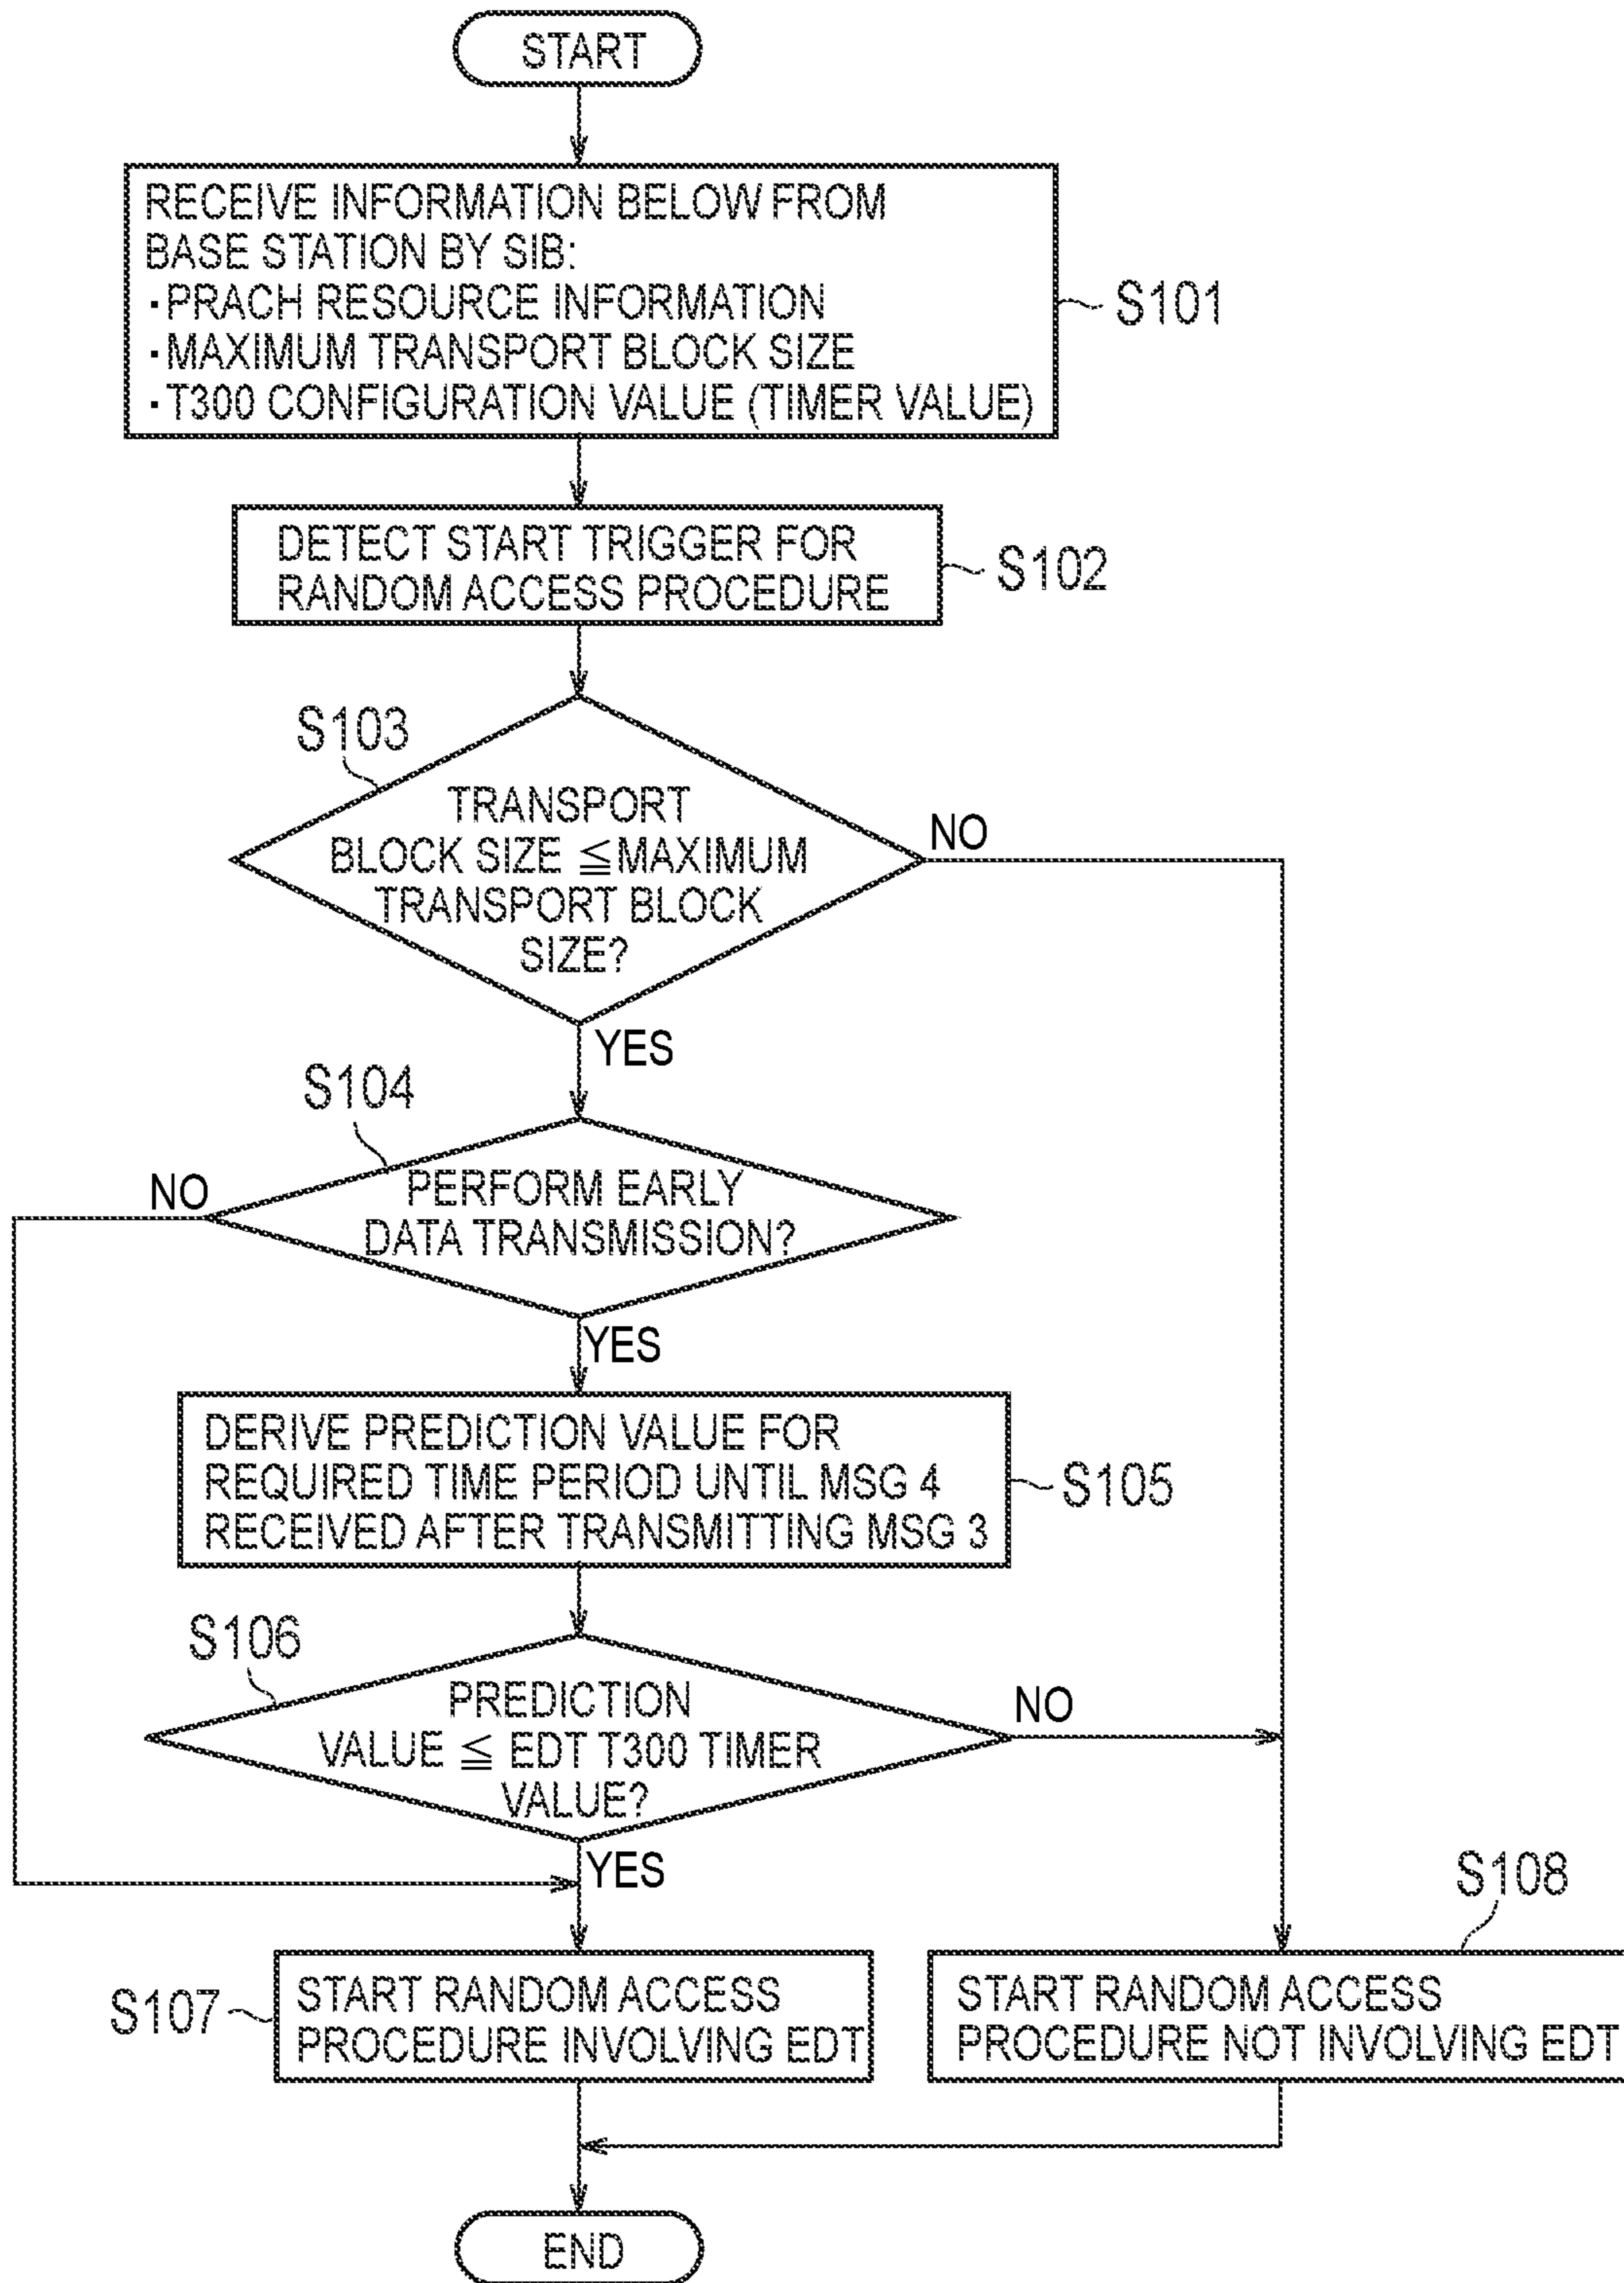 START
RECEIVE INFORMATION BELOW FROM
BASE STATION BY SIB:
・PRACH RESOURCE INFORMATION
・MAXIMUM TRANSPORT BLOCK SIZE
・T300 CONFIGURATION VALUE (TIMER VALUE)
S101
DETECT START TRIGGER FOR
RANDOM ACCESS PROCEDURE
S102
S103
TRANSPORT
BLOCK SIZE ≦MAXIMUM
TRANSPORT BLOCK
SIZE?
NO
YES
S104
PERFORM EARLY
DATA TRANSMISSION?
NO
YES
DERIVE PREDICTION VALUE FOR
REQUIRED TIME PERIOD UNTIL MSG 4
RECEIVED AFTER TRANSMITTING MSG 3
S105
S106
PREDICTION
VALUE ≦ EDT T300 TIMER
VALUE?
NO
YES
S107
START RANDOM ACCESS
PROCEDURE INVOLVING EDT
S108
START RANDOM ACCESS
PROCEDURE NOT INVOLVING EDT
END